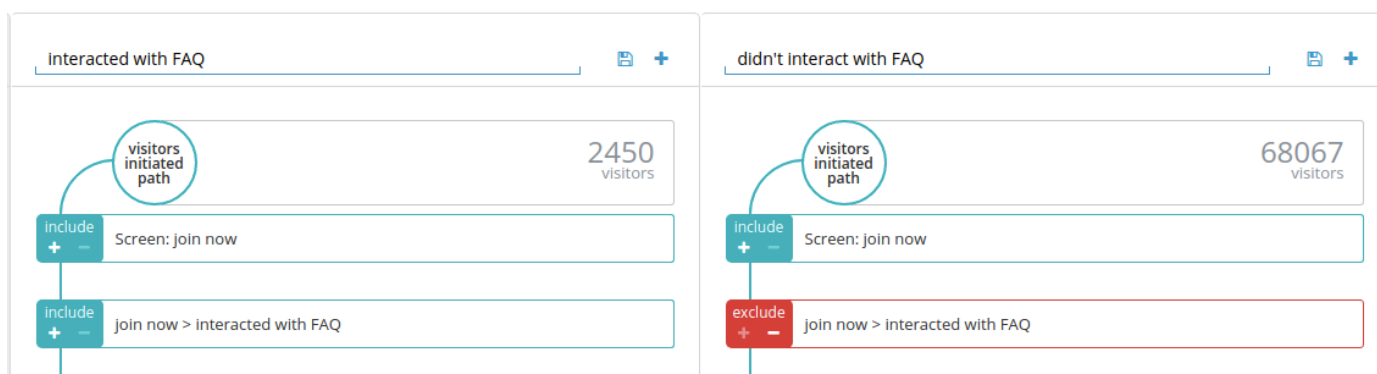 interacted with FAQ
didn't interact with FAQ
visitors
initiated
path
2450
visitors
include
Screen: join now
include
join now > interacted with FAQ
visitors
initiated
path
68067
visitors
include
Screen: join now
exclude
join now > interacted with FAQ